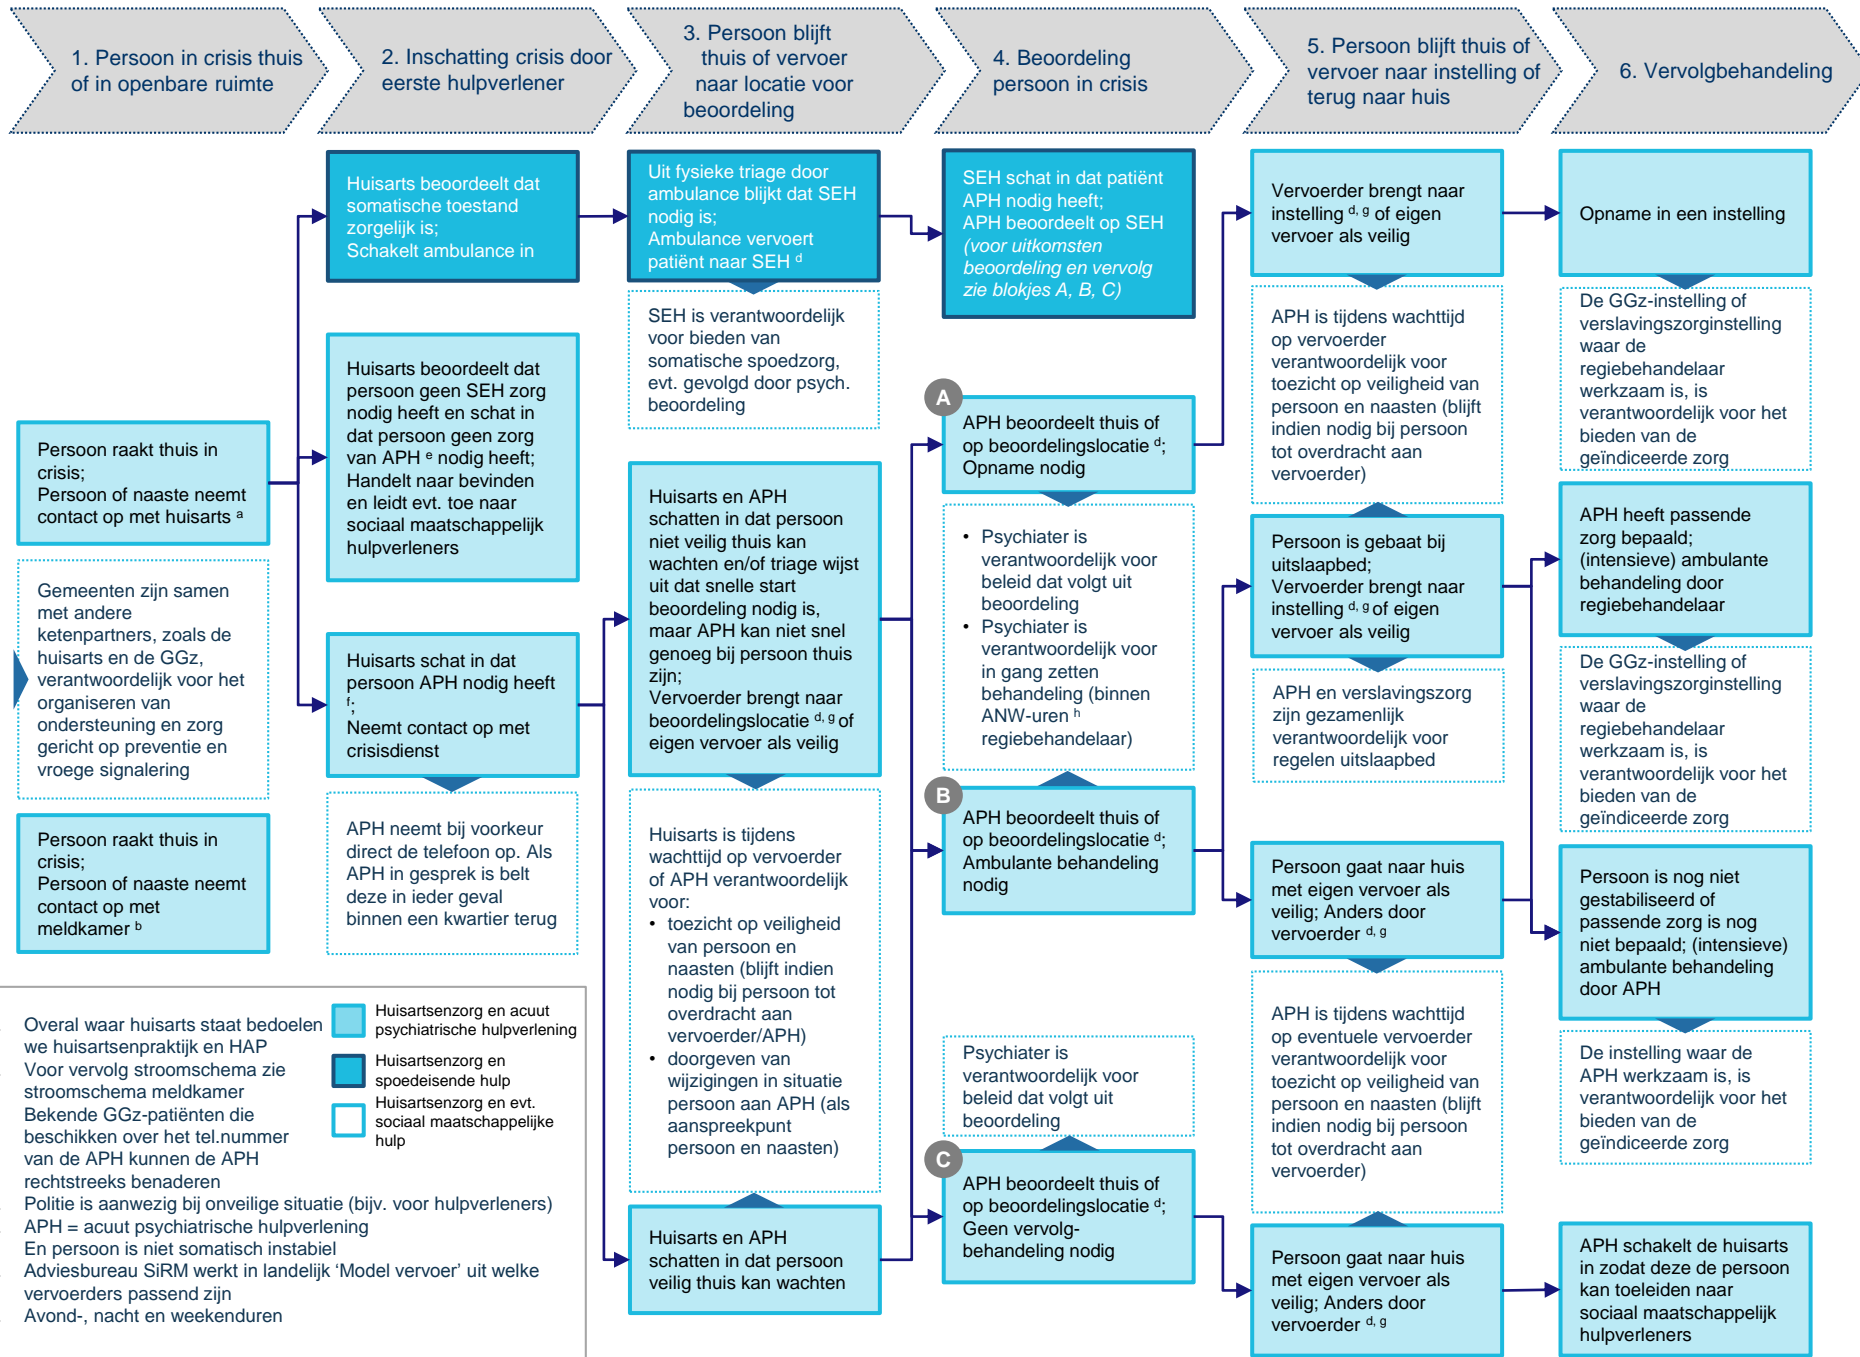 1. Persoon in crisis thuis
of in openbare ruimte
2. Inschatting crisis door
eerste hulpverlener
3. Persoon blijft
thuis of vervoer
naar locatie voor
beoordeling
4. Beoordeling
persoon in crisis
5. Persoon blijft thuis of
vervoer naar instelling of
terug naar huis
6. Vervolgbehandeling
Persoon raakt thuis in
crisis;
Persoon of naaste neemt
contact op met huisarts a
Gemeenten zijn samen
met andere
ketenpartners, zoals de
huisarts en de GGz,
verantwoordelijk voor het
organiseren van
ondersteuning en zorg
gericht op preventie en
vroege signalering
Persoon raakt thuis in
crisis;
Persoon of naaste neemt
contact op met
meldkamer b
Huisarts beoordeelt dat
somatische toestand
zorgelijk is;
Schakelt ambulance in
Huisarts beoordeelt dat
persoon geen SEH zorg
nodig heeft en schat in
dat persoon geen zorg
van APH e nodig heeft;
Handelt naar bevinden
en leidt evt. toe naar
sociaal maatschappelijk
hulpverleners
Huisarts schat in dat
persoon APH nodig heeft
f;
Neemt contact op met
crisisdienst
APH neemt bij voorkeur
direct de telefoon op. Als
APH in gesprek is belt
deze in ieder geval
binnen een kwartier terug
Uit fysieke triage door
ambulance blijkt dat SEH
nodig is;
Ambulance vervoert
patiënt naar SEH d
SEH is verantwoordelijk
voor bieden van
somatische spoedzorg,
evt. gevolgd door psych.
beoordeling
Huisarts en APH
schatten in dat persoon
niet veilig thuis kan
wachten en/of triage wijst
uit dat snelle start
beoordeling nodig is,
maar APH kan niet snel
genoeg bij persoon thuis
zijn;
Vervoerder brengt naar
beoordelingslocatie d, g of
eigen vervoer als veilig
Huisarts is tijdens
wachttijd op vervoerder
of APH verantwoordelijk
voor:
• toezicht op veiligheid
van persoon en
naasten (blijft indien
nodig bij persoon tot
overdracht aan
vervoerder/APH)
• doorgeven van
wijzigingen in situatie
persoon aan APH (als
aanspreekpunt
persoon en naasten)
Huisarts en APH
schatten in dat persoon
veilig thuis kan wachten
SEH schat in dat patiënt
APH nodig heeft;
APH beoordeelt op SEH
(voor uitkomsten
beoordeling en vervolg
zie blokjes A, B, C)
A
APH beoordeelt thuis of
op beoordelingslocatie d;
Opname nodig
• Psychiater is
verantwoordelijk voor
beleid dat volgt uit
beoordeling
• Psychiater is
verantwoordelijk voor
in gang zetten
behandeling (binnen
ANW-uren h
regiebehandelaar)
B
APH beoordeelt thuis of
op beoordelingslocatie d;
Ambulante behandeling
nodig
Psychiater is
verantwoordelijk voor
beleid dat volgt uit
beoordeling
C
APH beoordeelt thuis of
op beoordelingslocatie d;
Geen vervolg-
behandeling nodig
Vervoerder brengt naar
instelling d, g of eigen
vervoer als veilig
APH is tijdens wachttijd
op vervoerder
verantwoordelijk voor
toezicht op veiligheid van
persoon en naasten (blijft
indien nodig bij persoon
tot overdracht aan
vervoerder)
Persoon is gebaat bij
uitslaapbed;
Vervoerder brengt naar
instelling d, g of eigen
vervoer als veilig
APH en verslavingszorg
zijn gezamenlijk
verantwoordelijk voor
regelen uitslaapbed
Persoon gaat naar huis
met eigen vervoer als
veilig; Anders door
vervoerder d, g
APH is tijdens wachttijd
op eventuele vervoerder
verantwoordelijk voor
toezicht op veiligheid van
persoon en naasten (blijft
indien nodig bij persoon
tot overdracht aan
vervoerder)
Persoon gaat naar huis
met eigen vervoer als
veilig; Anders door
vervoerder d, g
Opname in een instelling
De GGz-instelling of
verslavingszorginstelling
waar de
regiebehandelaar
werkzaam is, is
verantwoordelijk voor het
bieden van de
geïndiceerde zorg
APH heeft passende
zorg bepaald;
(intensieve) ambulante
behandeling door
regiebehandelaar
De GGz-instelling of
verslavingszorginstelling
waar de
regiebehandelaar
werkzaam is, is
verantwoordelijk voor het
bieden van de
geïndiceerde zorg
Persoon is nog niet
gestabiliseerd of
passende zorg is nog
niet bepaald; (intensieve)
ambulante behandeling
door APH
De instelling waar de
APH werkzaam is, is
verantwoordelijk voor het
bieden van de
geïndiceerde zorg
APH schakelt de huisarts
in zodat deze de persoon
kan toeleiden naar
sociaal maatschappelijk
hulpverleners
Overal waar huisarts staat bedoelen
we huisartsenpraktijk en HAP
Voor vervolg stroomschema zie
stroomschema meldkamer
Bekende GGz-patiënten die
beschikken over het tel.nummer
van de APH kunnen de APH
rechtstreeks benaderen
Politie is aanwezig bij onveilige situatie (bijv. voor hulpverleners)
APH = acuut psychiatrische hulpverlening
En persoon is niet somatisch instabiel
Adviesbureau SiRM werkt in landelijk ‘Model vervoer’ uit welke
vervoerders passend zijn
Avond-, nacht en weekenduren
Huisartsenzorg en acuut
psychiatrische hulpverlening
Huisartsenzorg en
spoedeisende hulp
Huisartsenzorg en evt.
sociaal maatschappelijke
hulp